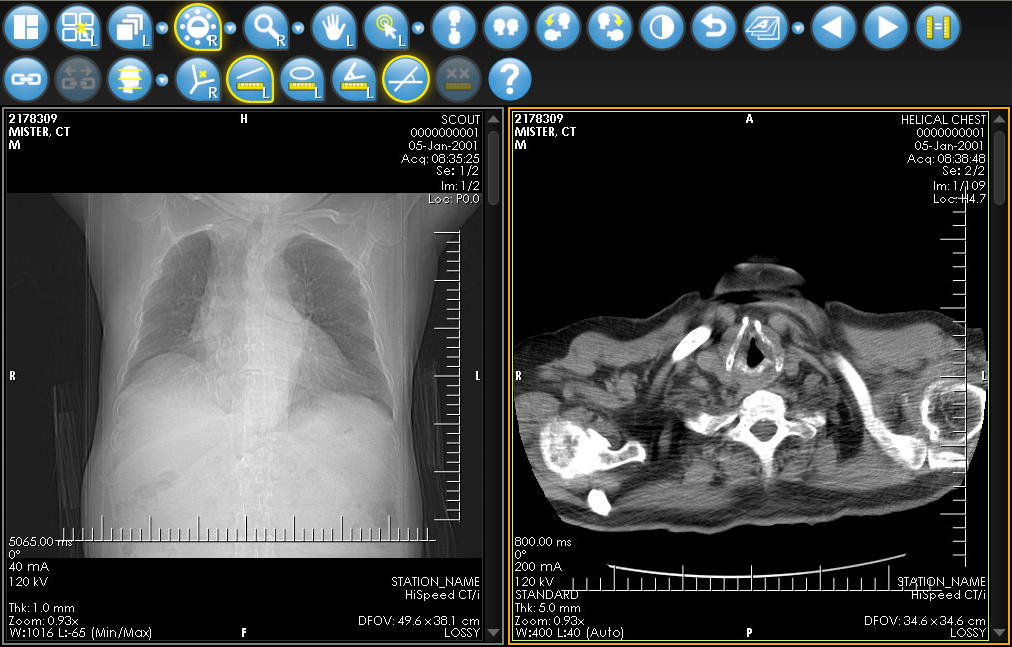 L
L
R
R
L
L
R
L
L
L
?
2178309
MISTER, CT
M
H
SCOUT
0000000001
05-Jan-2001
Acq: 08:35:25
Se: 1/2
Im: 1/2
Loc: P0.0
R
L
5065.00 ms
0°
40 mA
120 kV
Thk: 1.0 mm
Zoom: 0.93x
W:1016 L:-65 (Min/Max)
F
STATION_NAME
HiSpeed CT/i
DFOV: 49.6 x 38.1 cm
LOSSY
2178309
MISTER, CT
M
A
HELICAL CHEST
0000000001
05-Jan-2001
Acq: 08:38:48
Se: 2/2
Im: 1/109
Loc: H4.7
R
L
800.00 ms
0°
200 mA
120 kV
STANDARD
Thk: 5.0 mm
Zoom: 0.93x
W:400 L:40 (Auto)
P
STATION_NAME
HiSpeed CT/i
DFOV: 34.6 x 34.6 cm
LOSSY